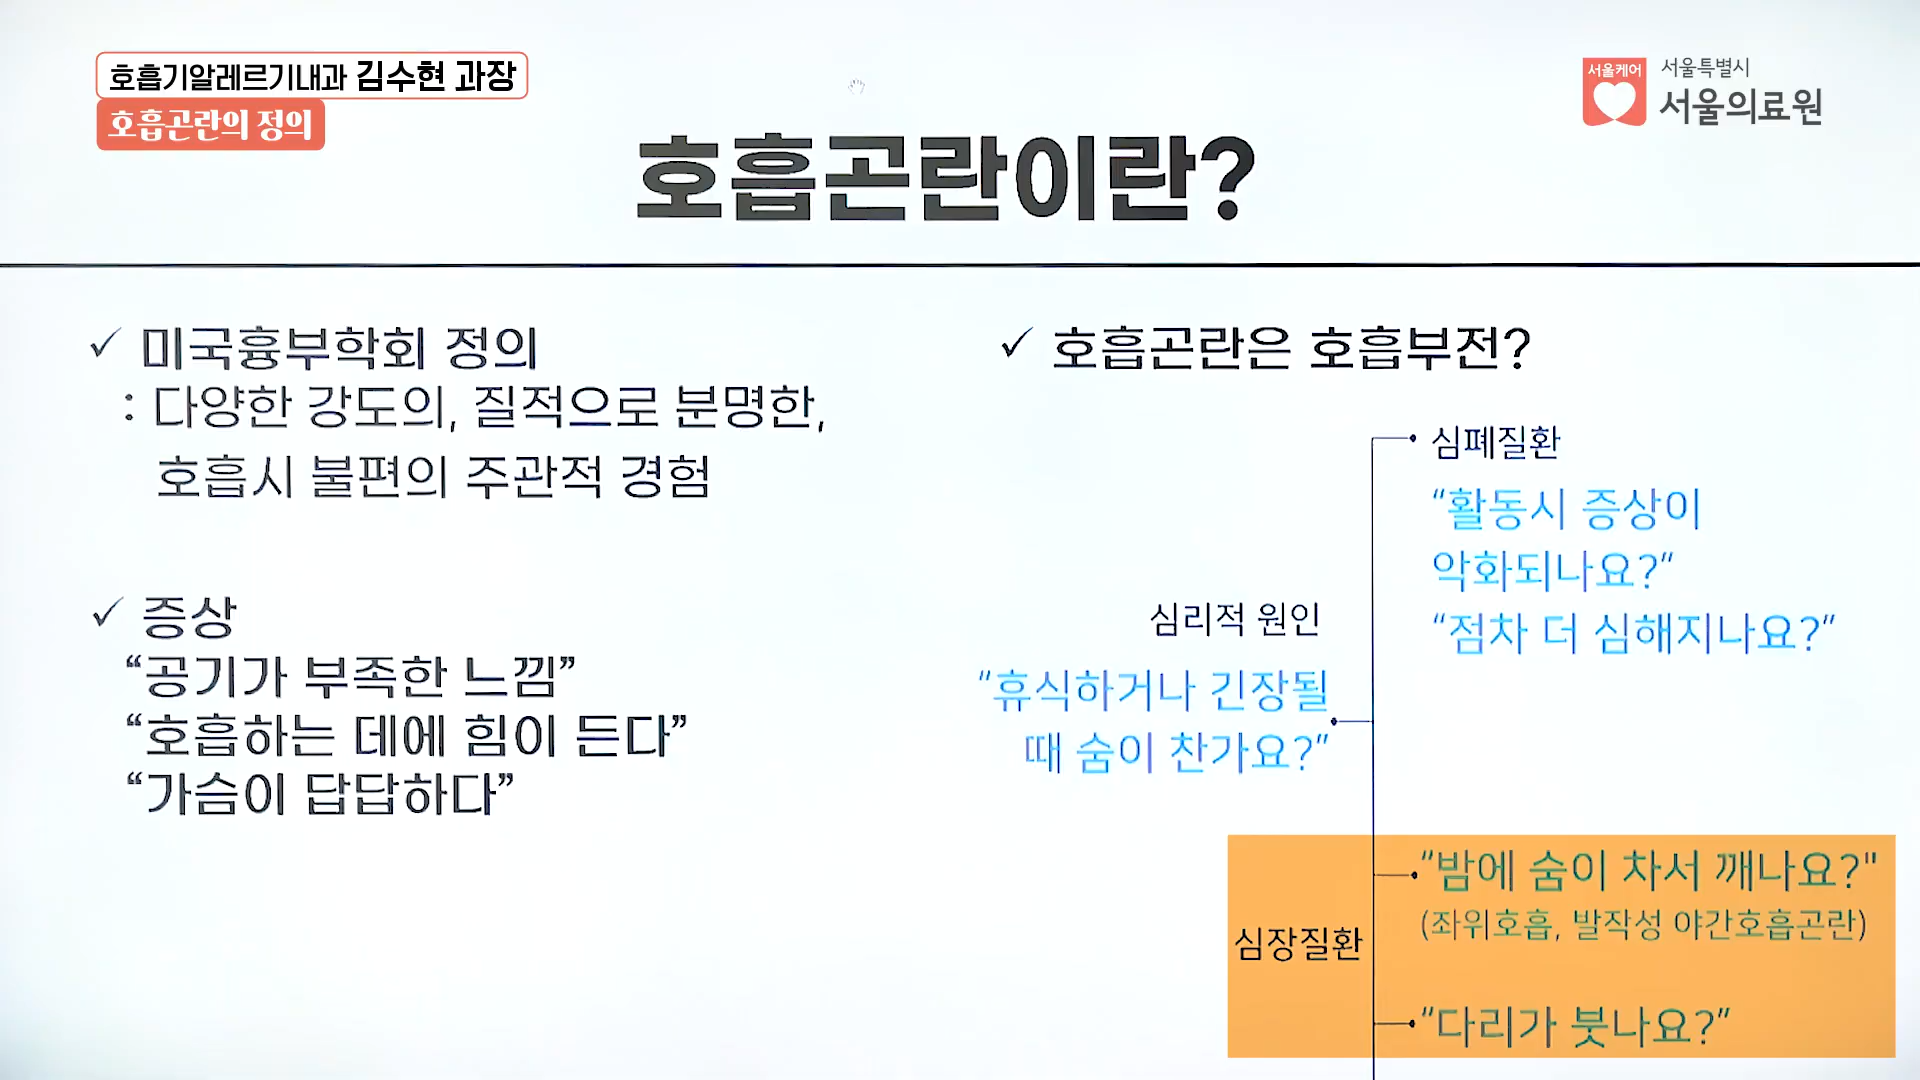 호흡기알레르기내과 김수현 과장
호흡곤란의 정의
서울케어
서울특별시
서울의료원
호흡곤란이란?
✓ 미국흉부학회 정의
: 다양한 강도의, 질적으로 분명한,
호흡시 불편의 주관적 경험
✓ 증상
“공기가 부족한 느낌”
“호흡하는 데에 힘이 든다”
“가슴이 답답하다”
✓ 호흡곤란은 호흡부전?
심폐질환
“활동시 증상이
악화되나요?”
“점차 더 심해지나요?”
심리적 원인
“휴식하거나 긴장될
때 숨이 찬가요?”
심장질환
“밤에 숨이 차서 깨나요?"
(좌위호흡, 발작성 야간호흡곤란)
“다리가 붓나요?”